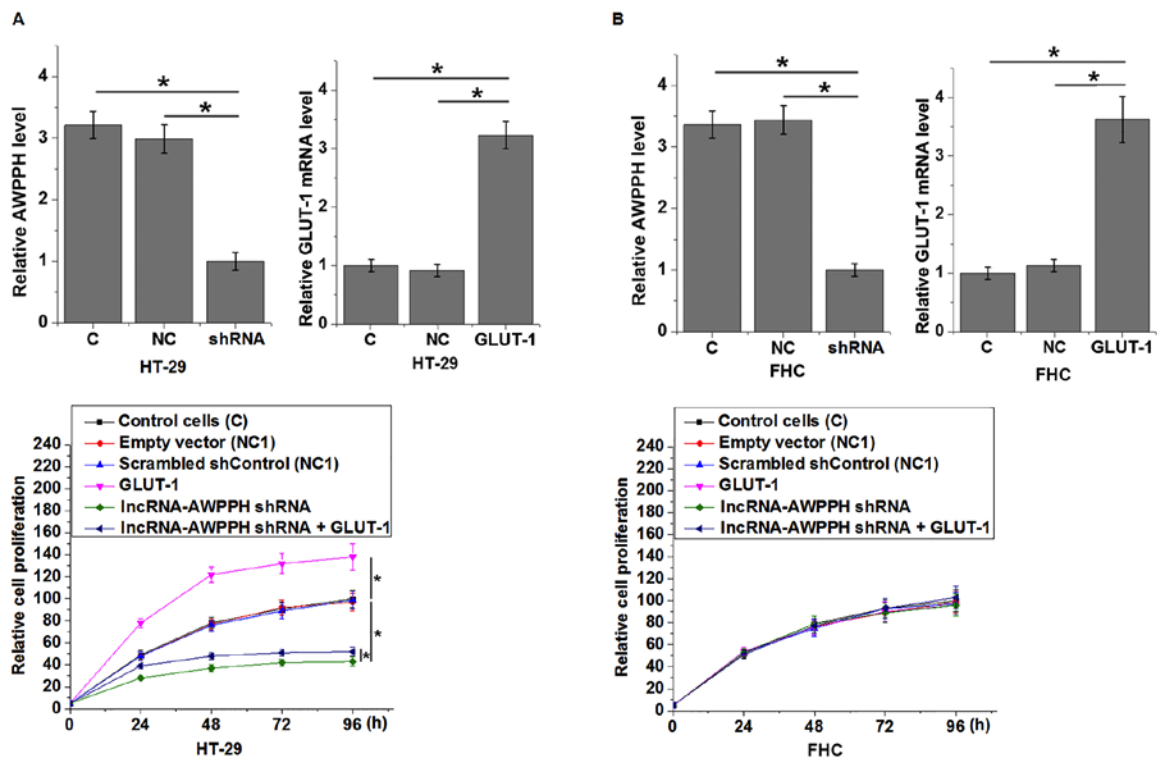 A
Relative AWPPH level
5
4
3
2
1
0
*
*
C NC shRNA
HT-29
Relative GLUT-1 mRNA level
5
4
3
2
1
0
*
*
C NC GLUT-1
HT-29
B
Relative AWPPH level
5
4
3
2
1
0
*
*
C NC shRNA
FHC
Relative GLUT-1 mRNA level
5
4
3
2
1
0
*
*
C NC GLUT-1
FHC
Control cells (C)
Empty vector (NC1)
Scrambled shControl (NC1)
GLUT-1
lncRNA-AWPPH shRNA
lncRNA-AWPPH shRNA + GLUT-1
Relative cell proliferation
240
220
200
180
160
140
120
100
80
60
40
20
0
*
*
*
0 24 48 72 96 (h)
HT-29
Control cells (C)
Empty vector (NC1)
Scrambled shControl (NC1)
GLUT-1
lncRNA-AWPPH shRNA
lncRNA-AWPPH shRNA + GLUT-1
Relative cell proliferation
240
220
200
180
160
140
120
100
80
60
40
20
0
0 24 48 72 96 (h)
FHC